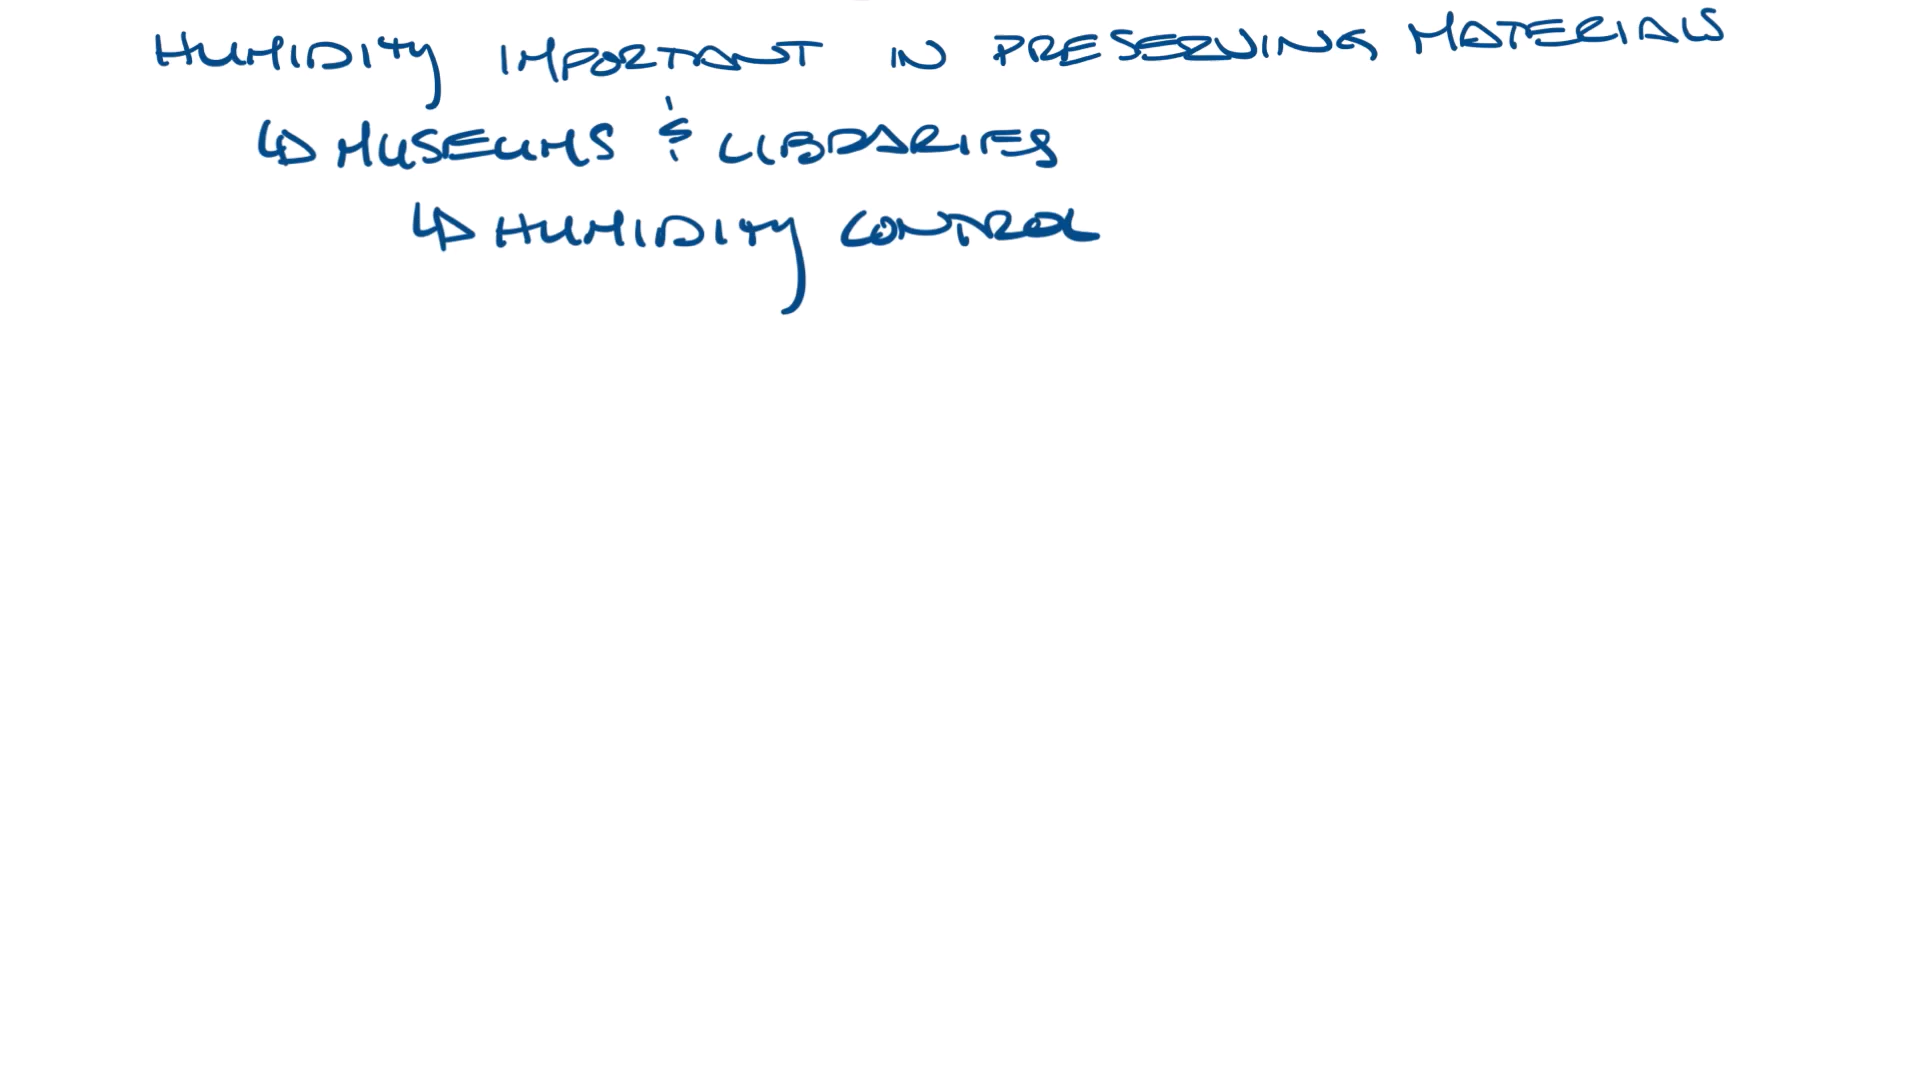 HUMIDITY IMPORTANT IN PRESERVING MATERIALS
↳ MUSEUMS & LIBRARIES
↳ HUMIDITY CONTROL